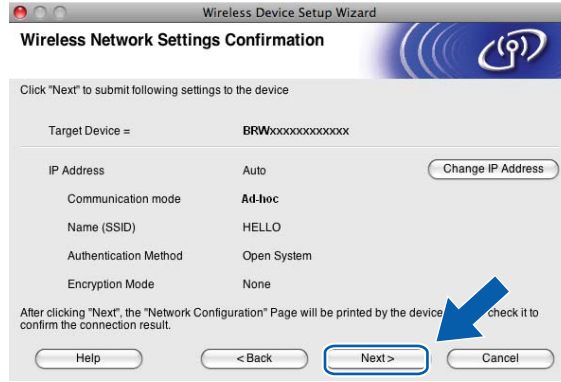 Wireless Device Setup Wizard
Wireless Network Settings Confirmation
Click "Next" to submit following settings to the device
Target Device = BRWxxxxxxxxxxxx
IP Address Auto Change IP Address
Communication mode Ad-hoc
Name (SSID) HELLO
Authentication Method Open System
Encryption Mode None
After clicking "Next", the "Network Configuration" Page will be printed by the device check it to
confirm the connection result.
Help < Back Next > Cancel